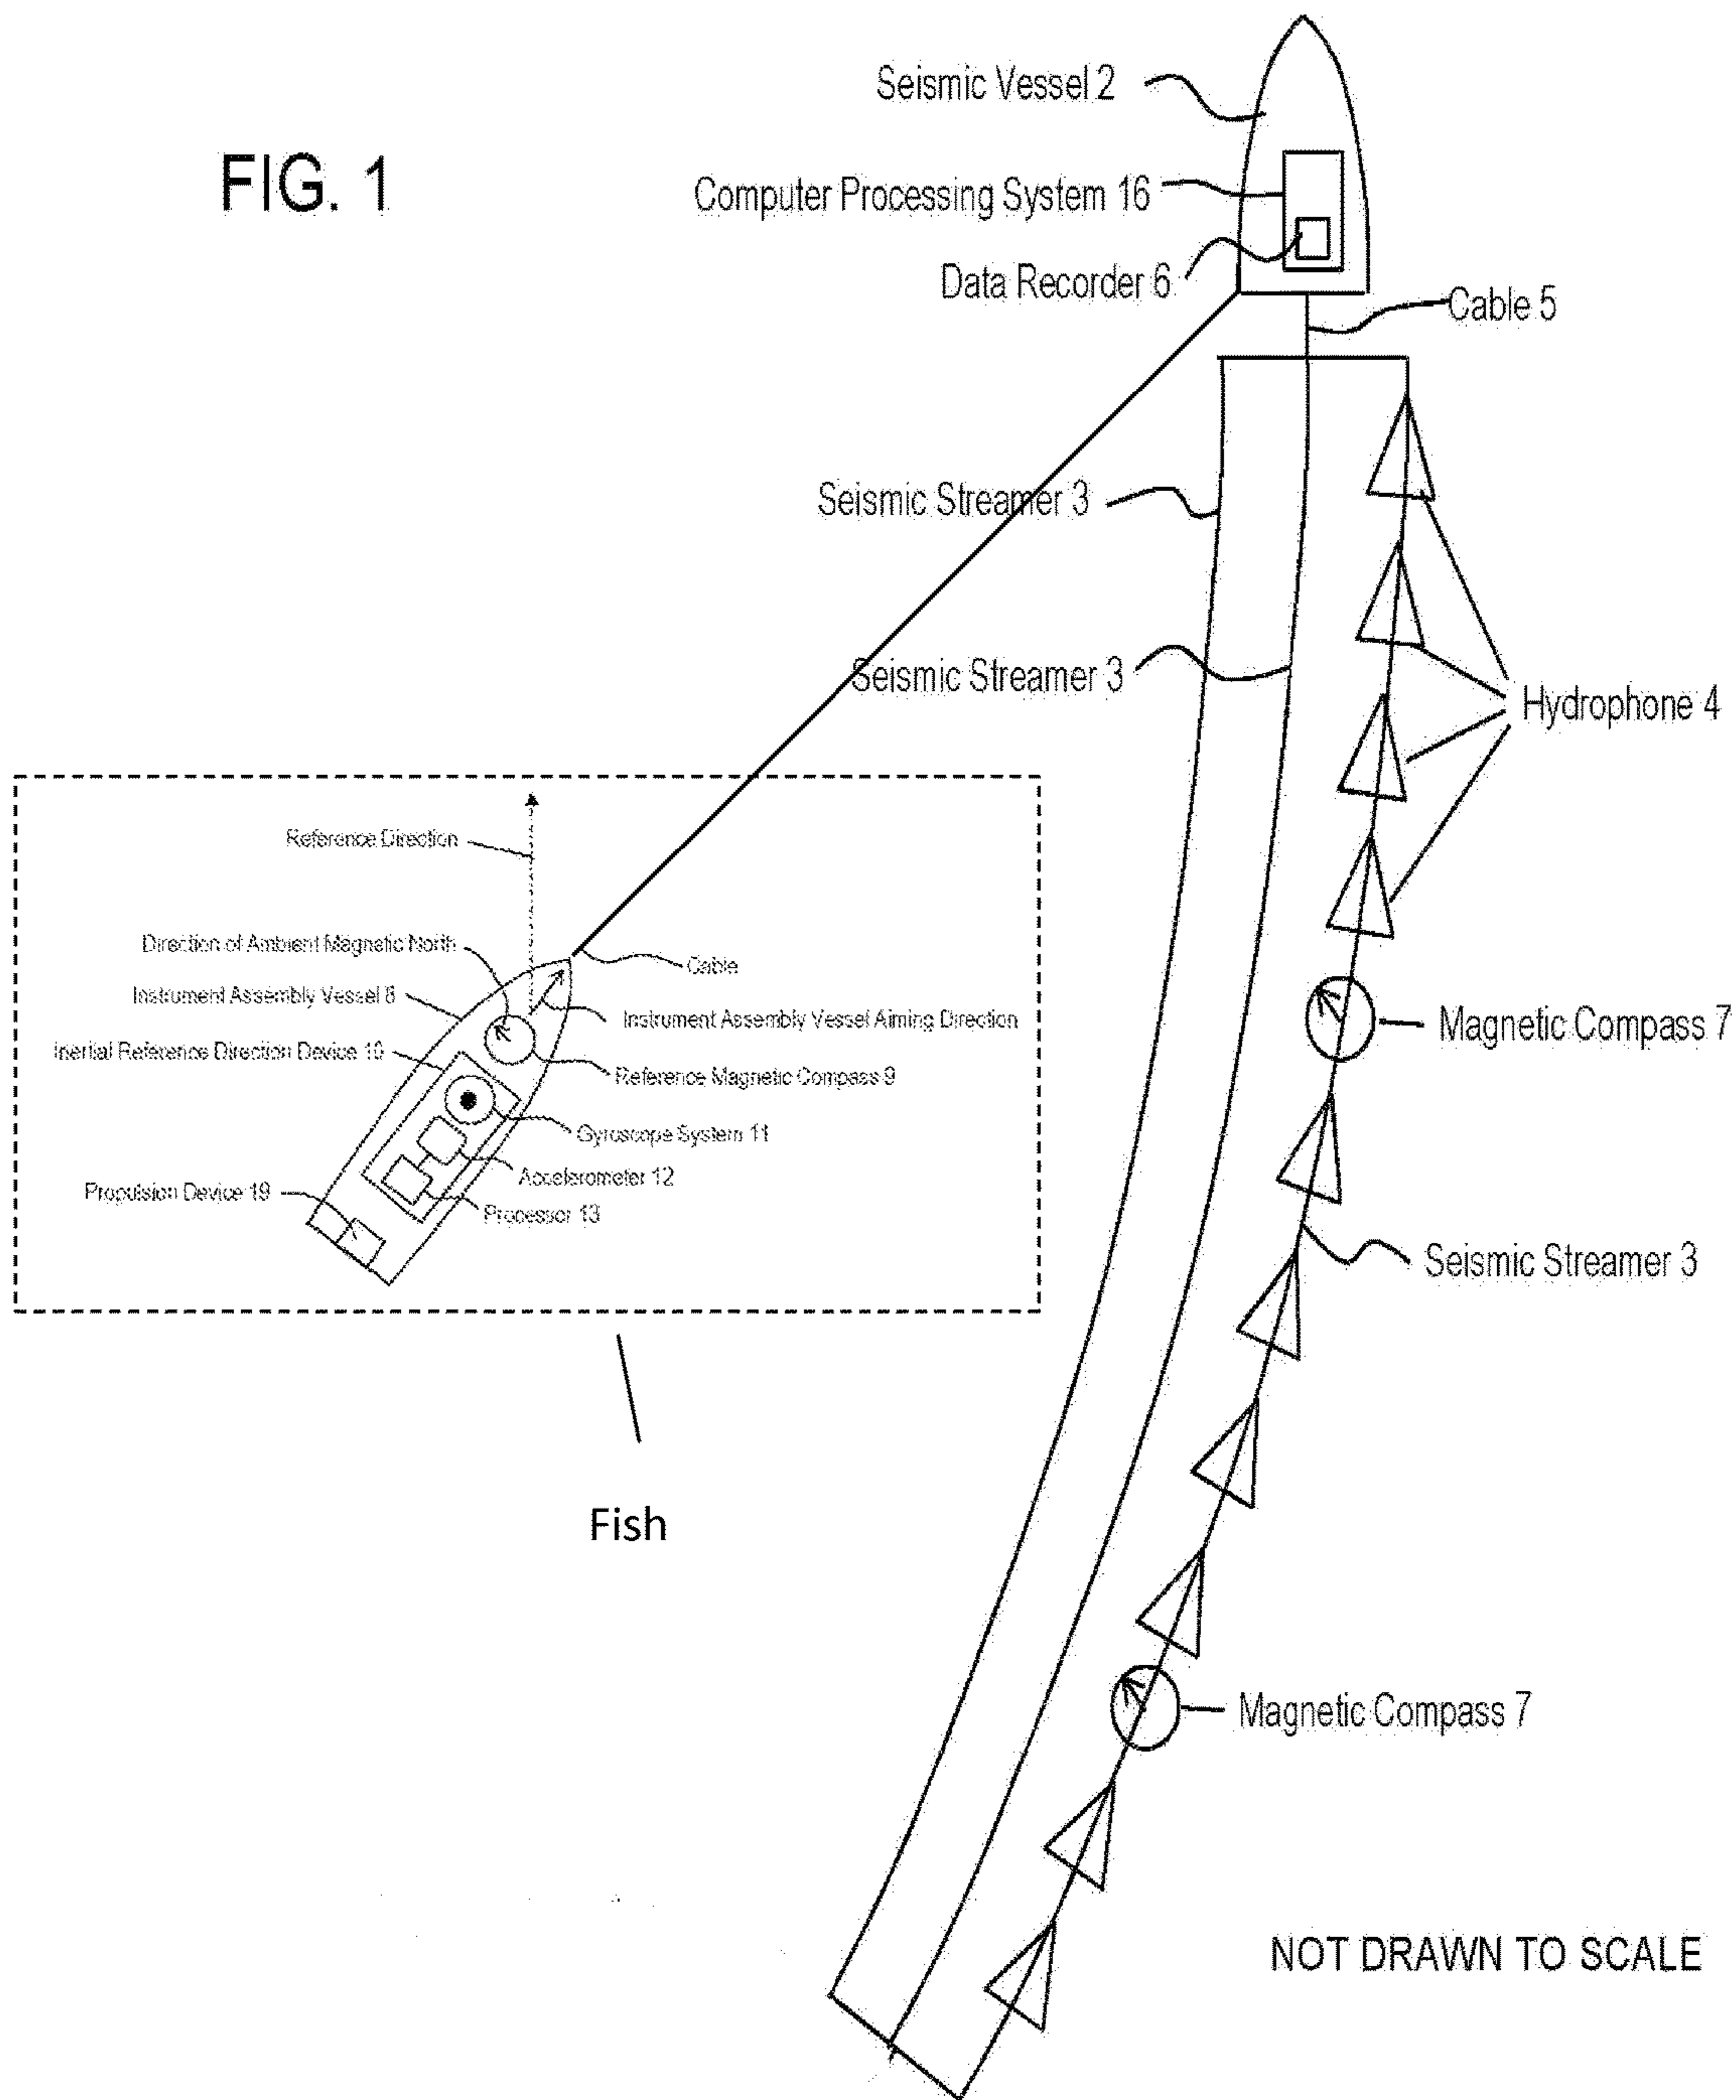 FIG. 1
Seismic Vessel 2
Computer Processing System 16
Data Recorder 6
Cable 5
Seismic Streamer 3
Seismic Streamer 3
Hydrophone 4
Reference Direction
Direction of Ambient Magnetic North
Cable
Instrument Assembly Vessel 8
Instrument Assembly Vessel Aiming Direction
Inertial Reference Direction Device 10
Reference Magnetic Compass 9
Gyroscope System 11
Accelerometer 12
Propulsion Device 19
Processor 13
Magnetic Compass 7
Seismic Streamer 3
Fish
Magnetic Compass 7
NOT DRAWN TO SCALE